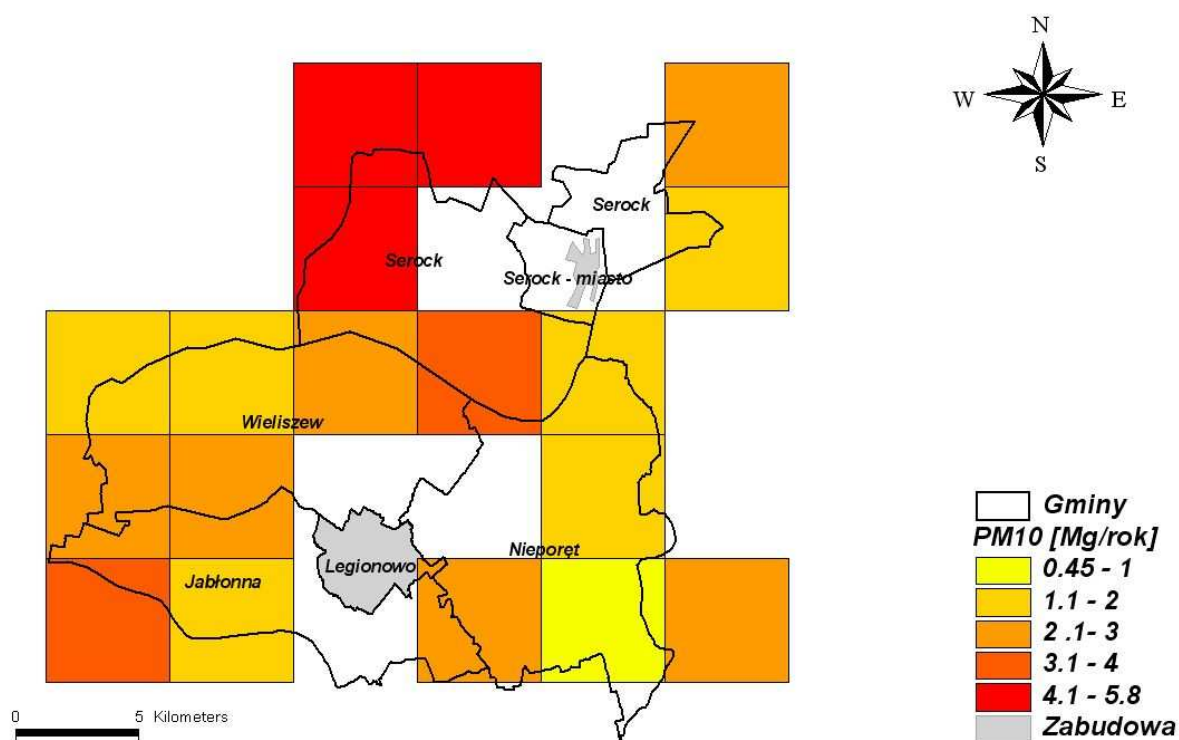 N
W E
S
Serock
Serock
Serock - miasto
Wieliszew
Nieporęt
Legionowo
Jabłonna
Gminy
PM10 [Mg/rok]
0.45 - 1
1.1 - 2
2 .1- 3
3.1 - 4
4.1 - 5.8
Zabudowa
0 5 Kilometers